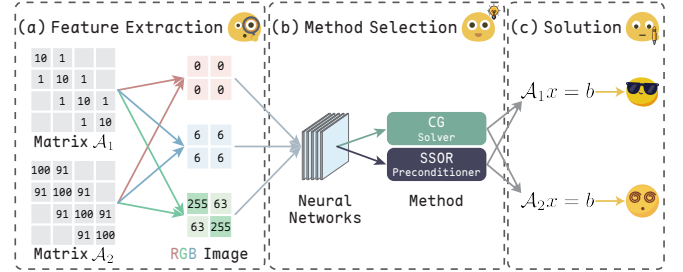 (a) Feature Extraction
(b) Method Selection
(c) Solution
10 1
1 10 1
1 10 1
1 10
Matrix 𝒜₁
100 91
91 100 91
91 100 91
91 100
Matrix 𝒜₂
0 0
0 0
6 6
6 6
255 63
63 255
RGB Image
Neural
Networks
CG
Solver
SSOR
Preconditioner
Method
𝒜₁x = b
𝒜₂x = b